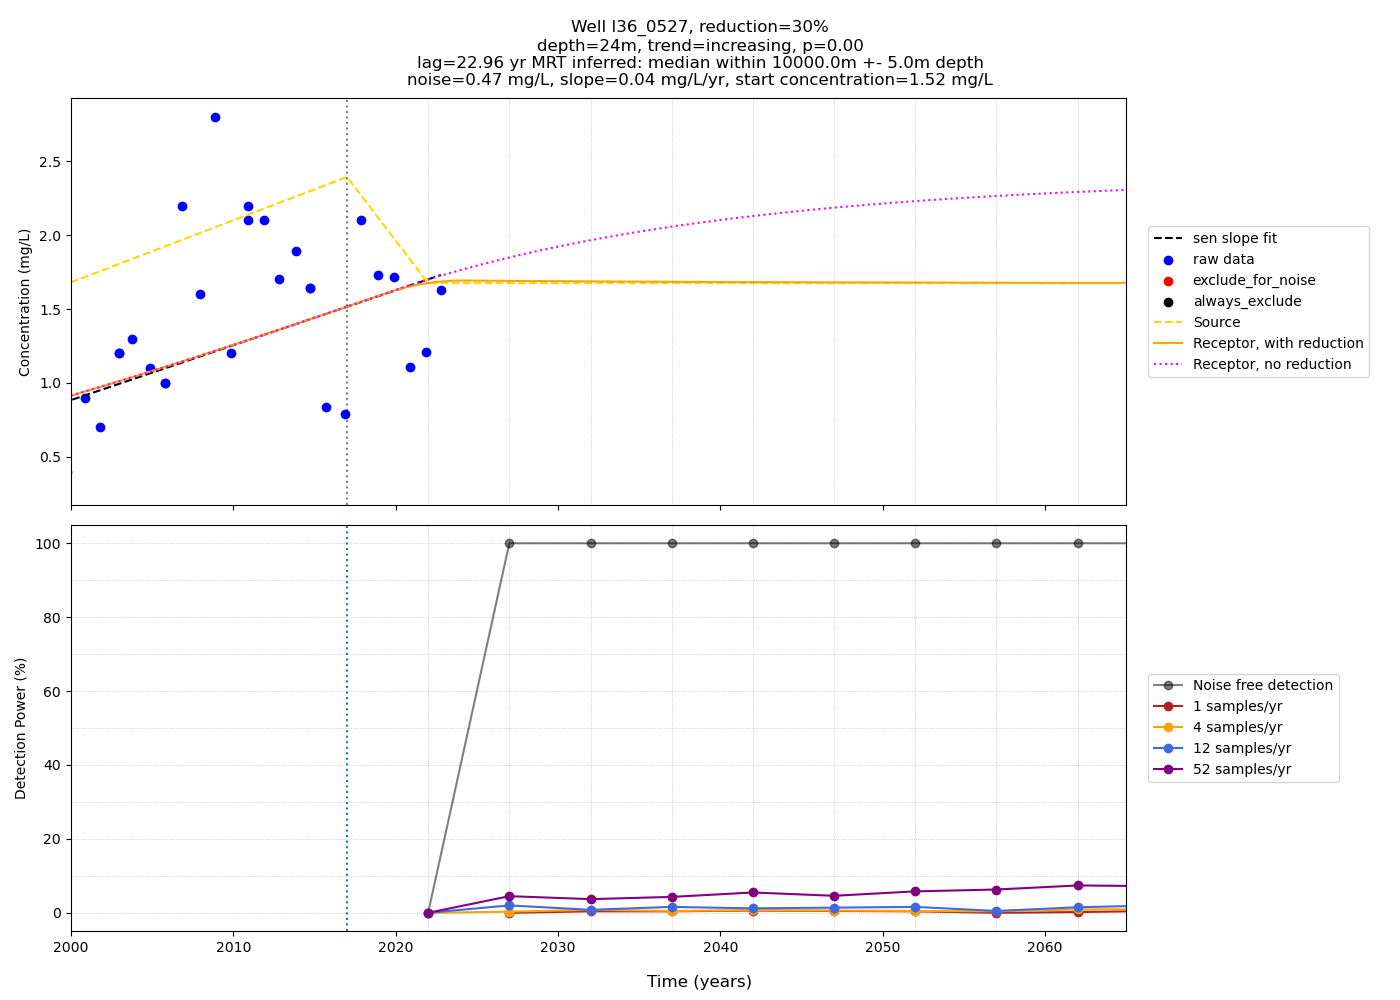 Well l36_0527, reduction=30%
depth=24m, trend=increasing, p=0.00
lag=22.96 yr MRT inferred: median within 10000.0m +- 5.0m depth
noise=0.47 mg/L, slope=0.04 mg/L/yr, start concentration=1.52 mg/L
Concentration (mg/L)
2.5
2.0
1.5
1.0
0.5
sen slope fit
raw data
exclude_for_noise
always_exclude
Source
Receptor, with reduction
Receptor, no reduction
Detection Power (%)
100
80
60
40
20
0
Noise free detection
1 samples/yr
4 samples/yr
12 samples/yr
52 samples/yr
2000 2010 2020 2030 2040 2050 2060
Time (years)